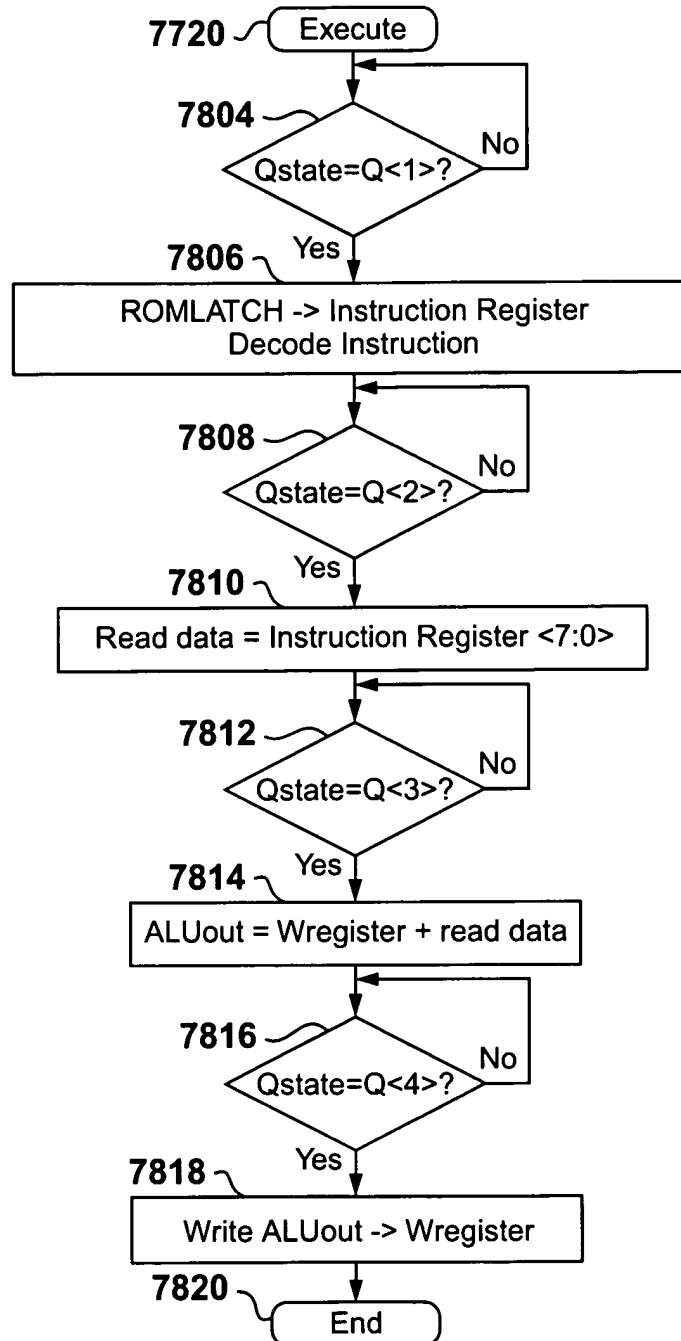 7720 Execute
7804
No
Qstate=Q<1>?
Yes
7806
ROMLATCH -> Instruction Register
Decode Instruction
7808
No
Qstate=Q<2>?
Yes
7810
Read data = Instruction Register <7:0>
7812
No
Qstate=Q<3>?
Yes
7814
ALUout = Wregister + read data
7816
No
Qstate=Q<4>?
Yes
7818
Write ALUout -> Wregister
7820
End